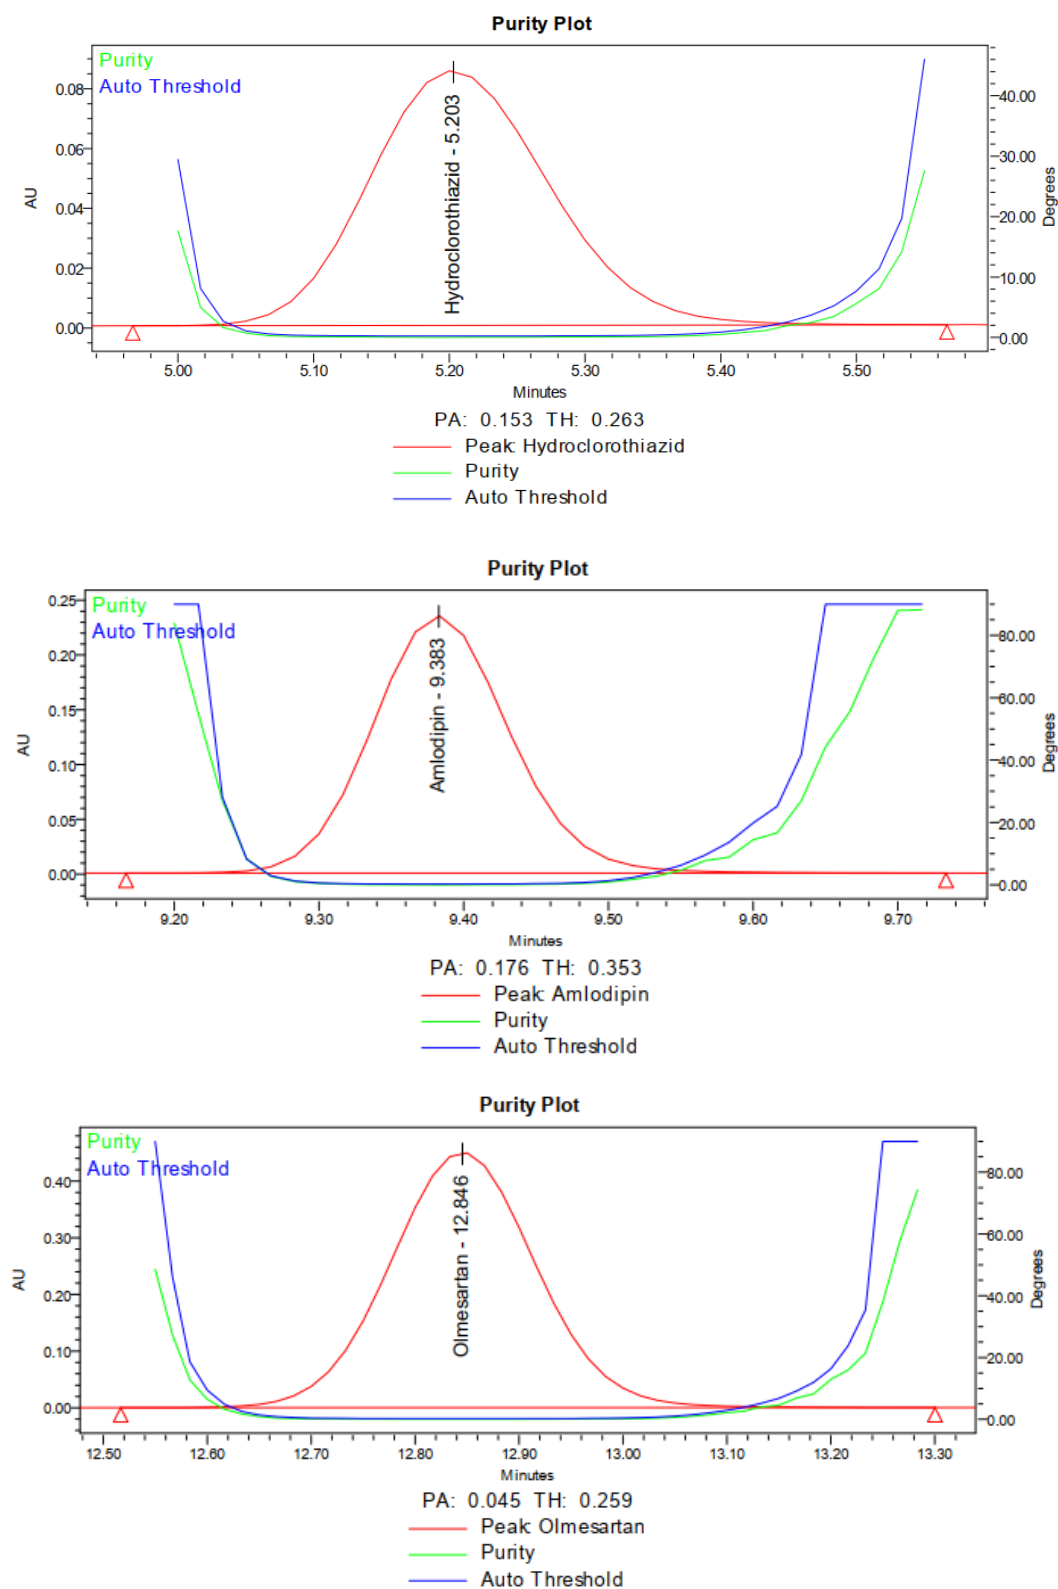 Purity Plot
Purity
Auto Threshold
Hydroclorothiazid - 5.203
AU
0.08
0.06
0.04
0.02
0.00
40.00
30.00
20.00
10.00
0.00
Degrees
5.00 5.10 5.20 5.30 5.40 5.50
Minutes
PA: 0.153 TH: 0.263
Peak: Hydroclorothiazid
Purity
Auto Threshold
Purity Plot
Purity
Auto Threshold
Amlodipin - 9.383
AU
0.25
0.20
0.15
0.10
0.05
0.00
80.00
60.00
40.00
20.00
0.00
Degrees
9.20 9.30 9.40 9.50 9.60 9.70
Minutes
PA: 0.176 TH: 0.353
Peak: Amlodipin
Purity
Auto Threshold
Purity Plot
Purity
Auto Threshold
Olmesartan - 12.846
AU
0.40
0.30
0.20
0.10
0.00
80.00
60.00
40.00
20.00
0.00
Degrees
12.50 12.60 12.70 12.80 12.90 13.00 13.10 13.20 13.30
Minutes
PA: 0.045 TH: 0.259
Peak: Olmesartan
Purity
Auto Threshold